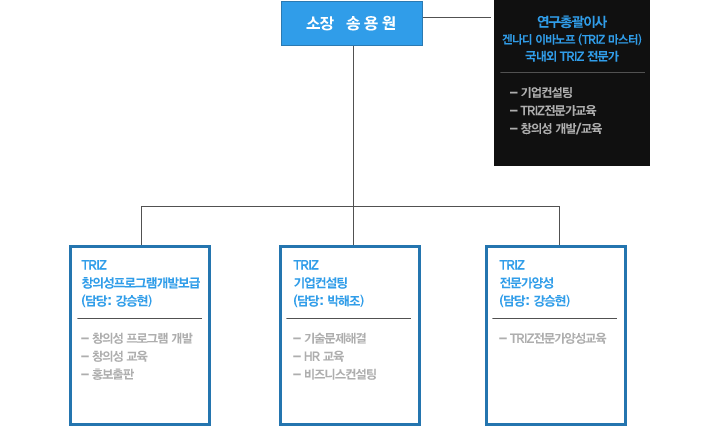 소장 송용원
연구총괄이사
겐나디 이바노프 (TRIZ 마스터)
국내외 TRIZ 전문가
– 기업컨설팅
– TRIZ전문가교육
– 창의성 개발/교육
TRIZ
창의성프로그램개발보급
(담당: 강승현)
– 창의성 프로그램 개발
– 창의성 교육
– 홍보출판
TRIZ
기업컨설팅
(담당: 박해조)
– 기술문제해결
– HR 교육
– 비즈니스컨설팅
TRIZ
전문가양성
(담당: 강승현)
– TRIZ전문가양성교육